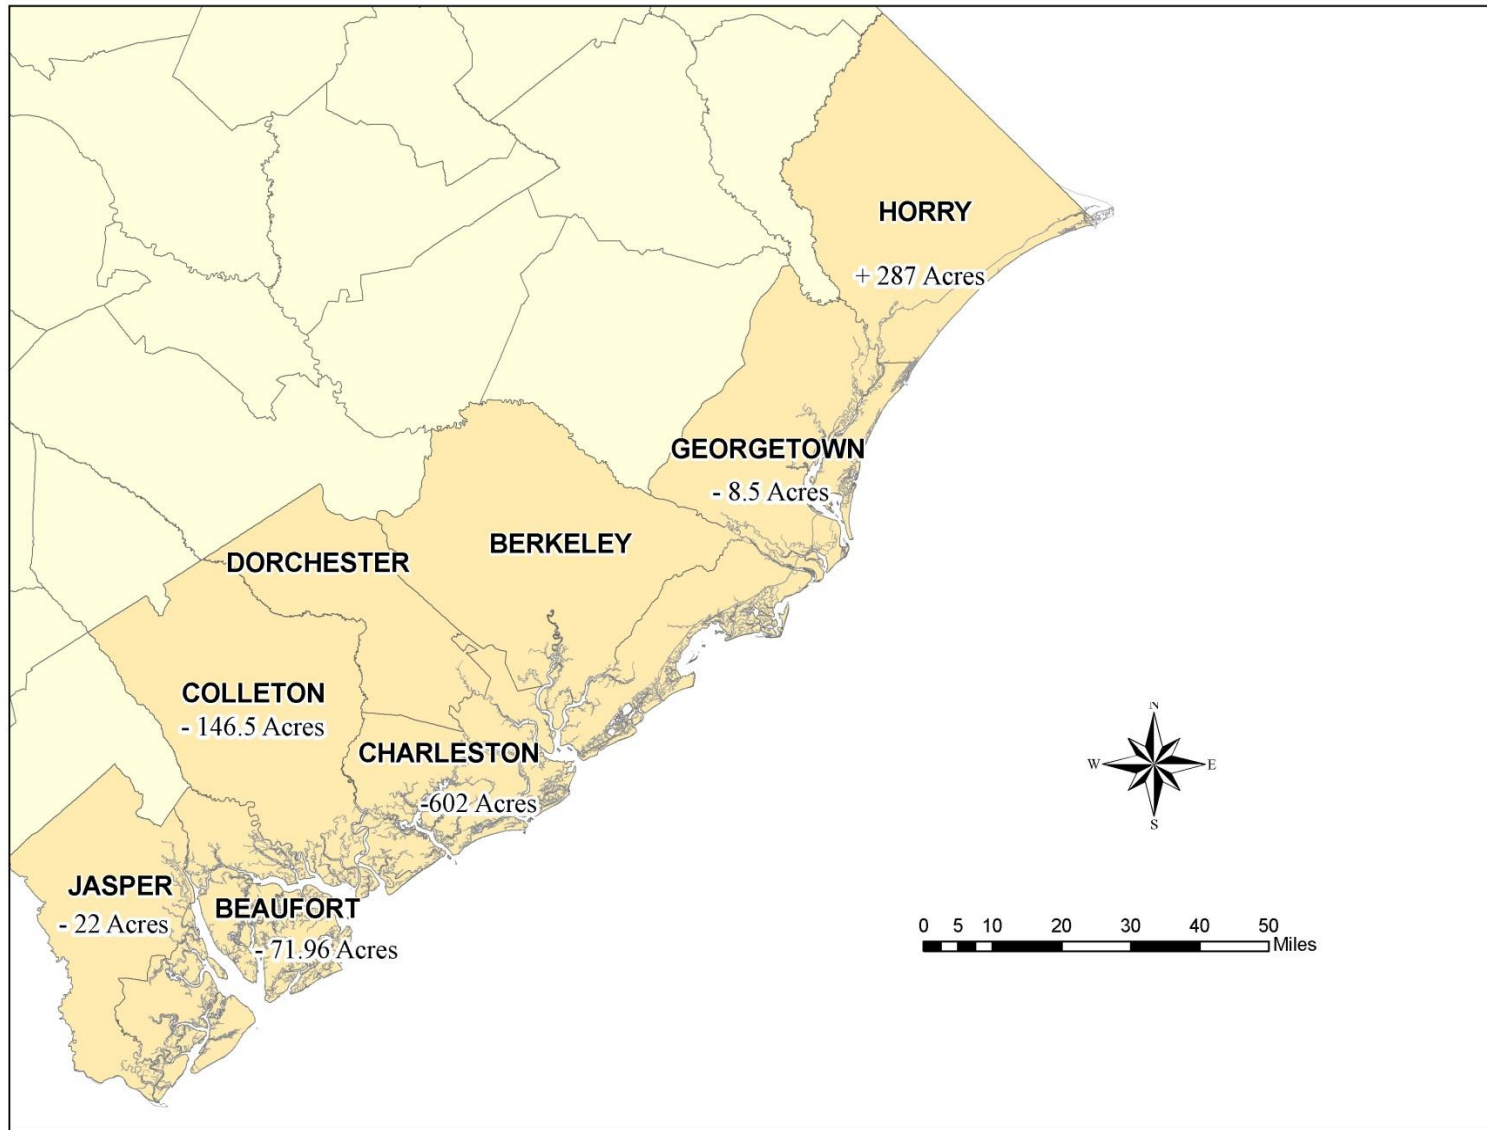 HORRY
+ 287 Acres
GEORGETOWN
- 8.5 Acres
BERKELEY
DORCHESTER
COLLETON
- 146.5 Acres
CHARLESTON
-602 Acres
JASPER
- 22 Acres
BEAUFORT
- 71.96 Acres
N
W E
S
0 5 10 20 30 40 50
Miles